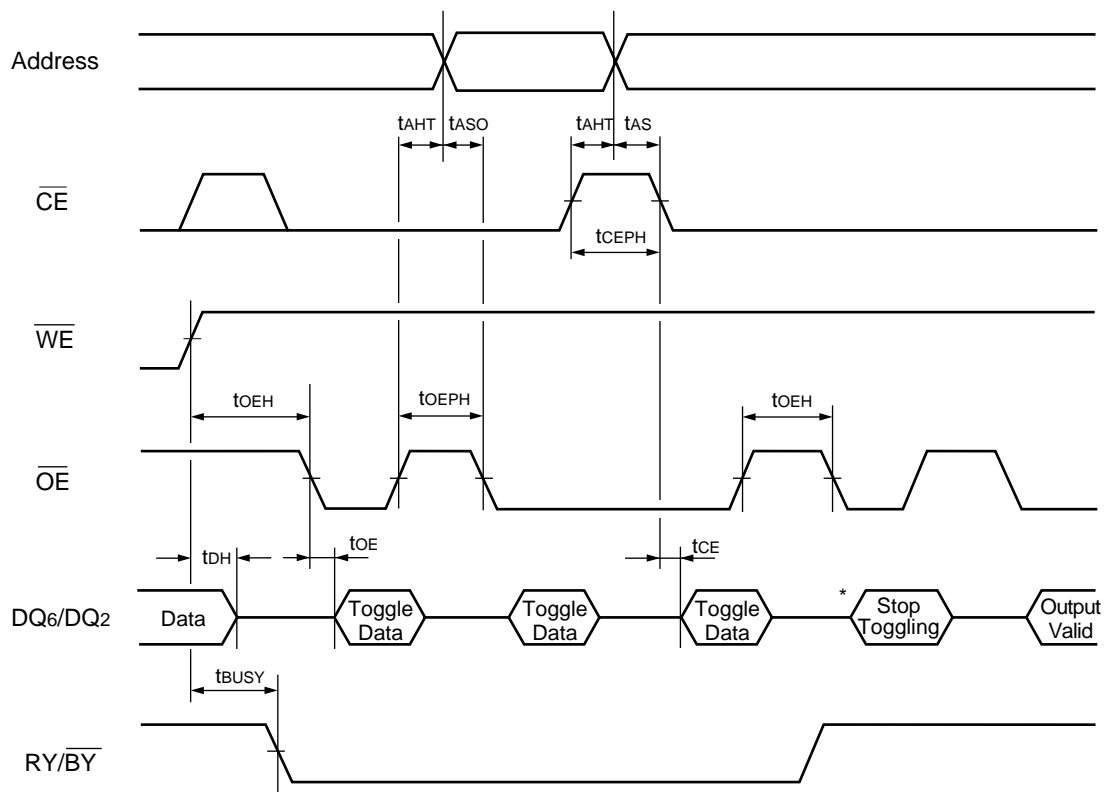 Address
tAHT tASO tAHT tAS
CE
tCEPH
WE
tOEH tOEPH tOEH
OE
tDH tOE tCE
DQ6/DQ2 Data Toggle Data Toggle Data Toggle Data * Stop Toggling Output Valid
tBUSY
RY/BY